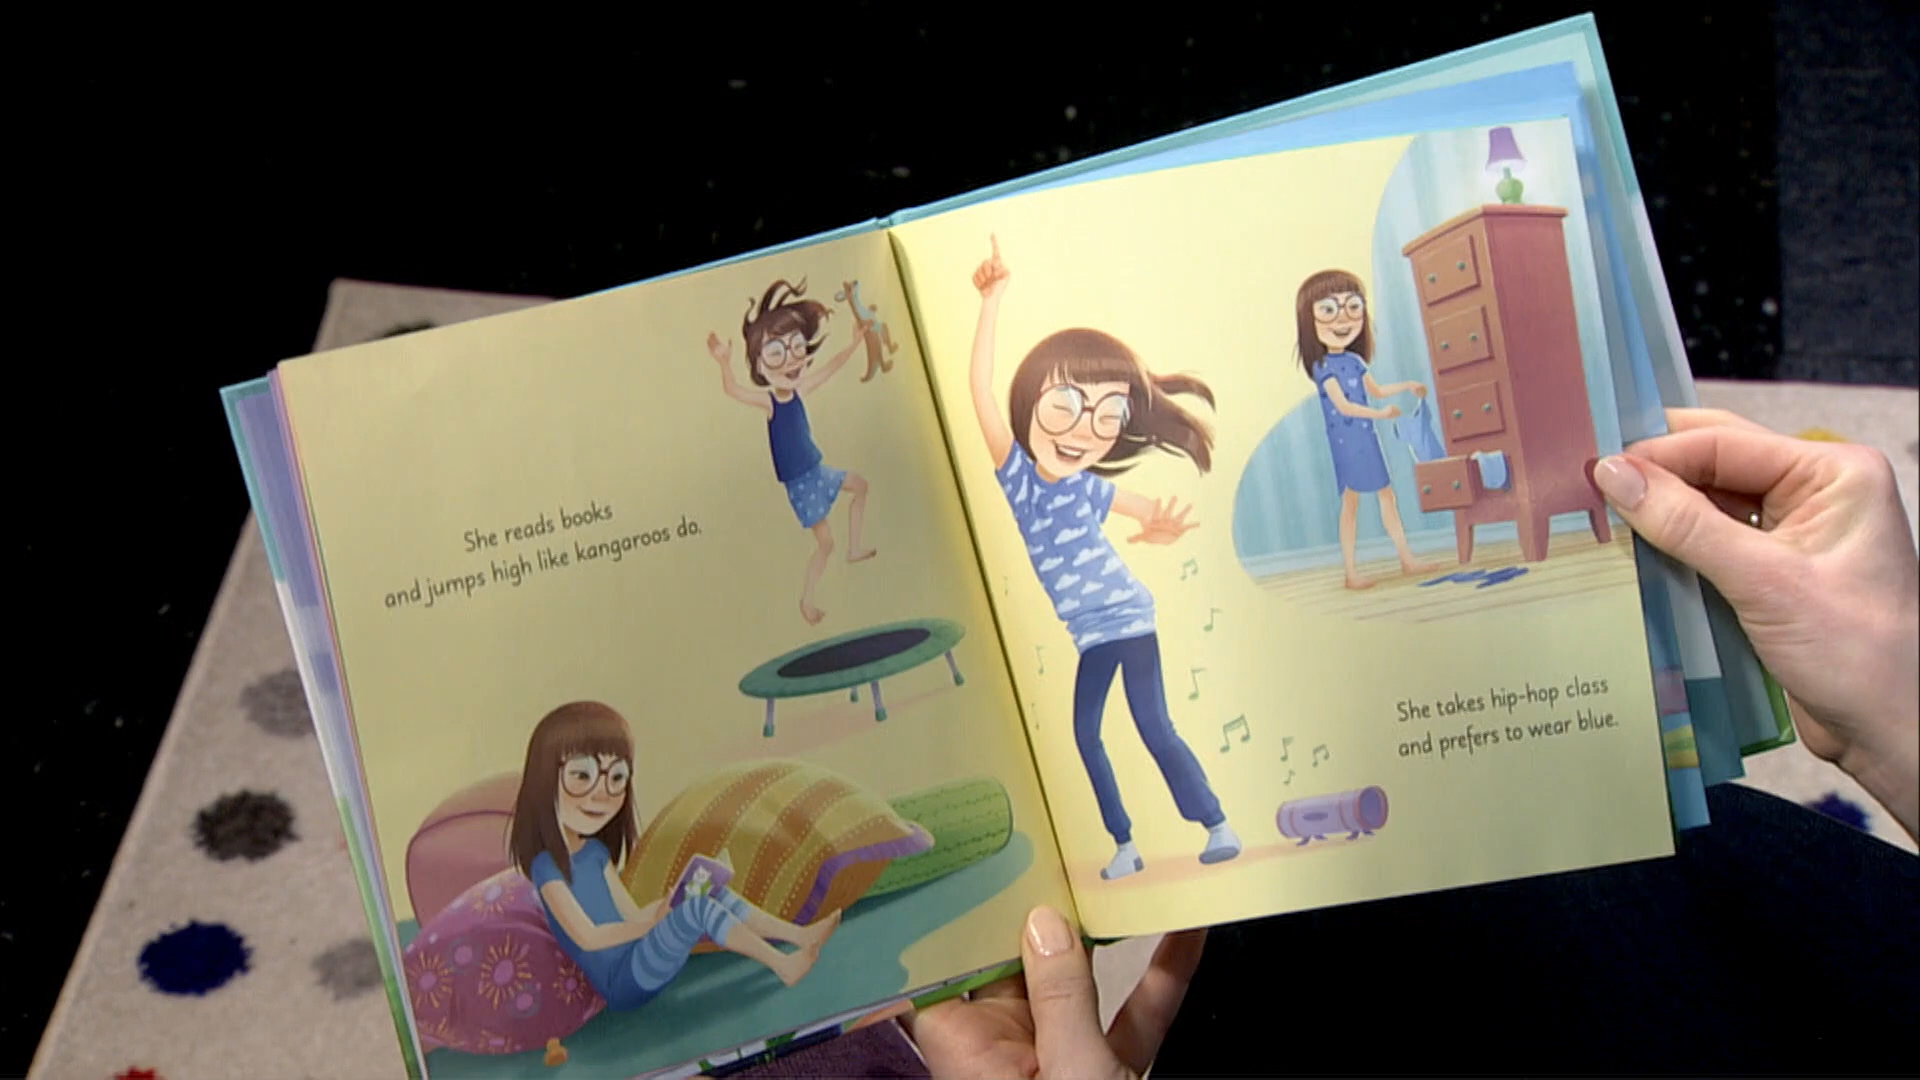 She reads books
and jumps high like kangaroos do.
She takes hip-hop class
and prefers to wear blue.